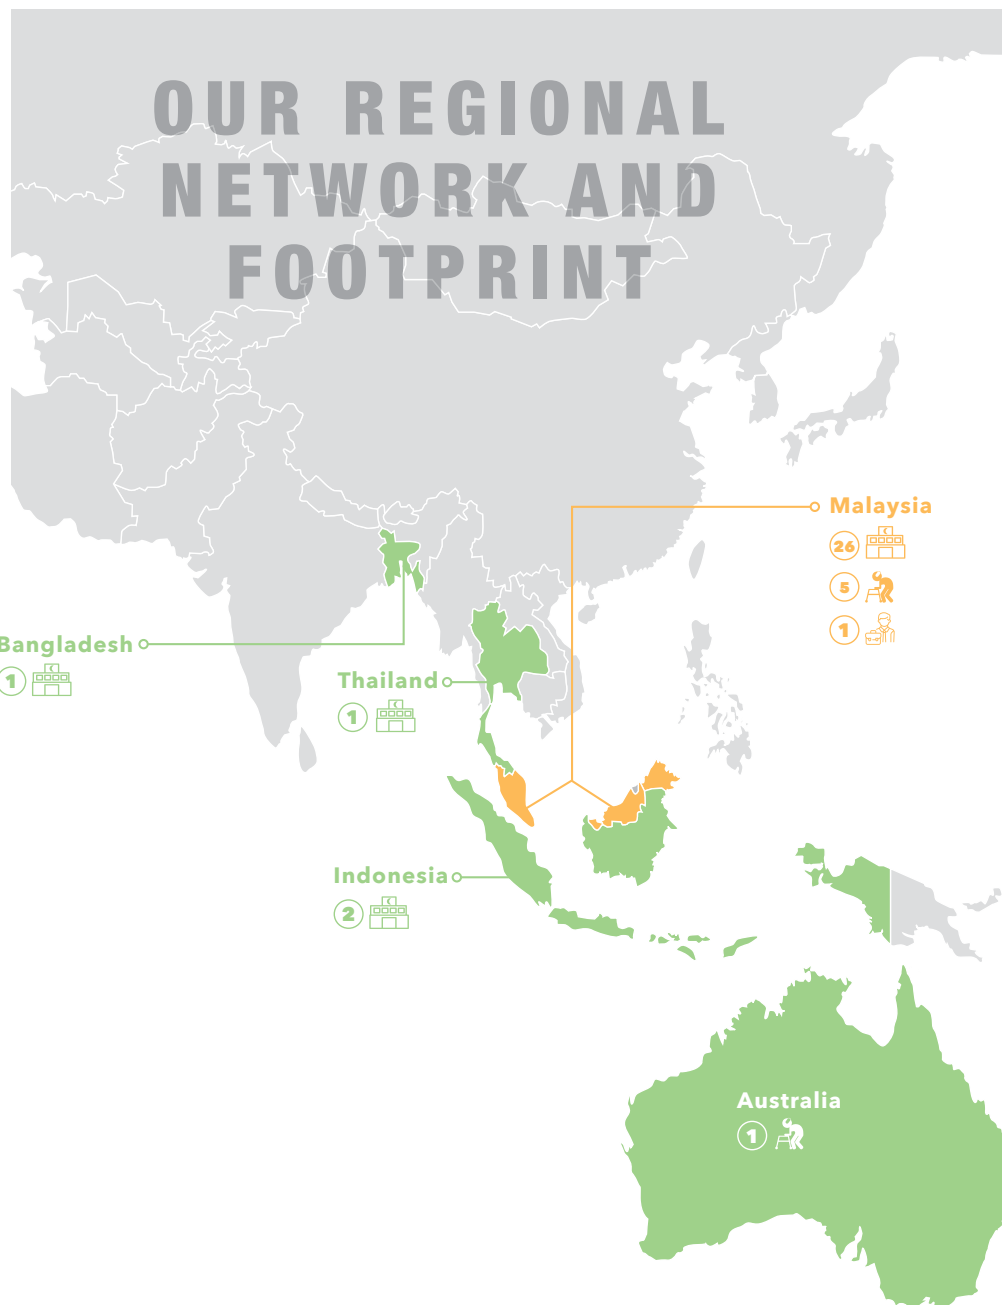 OUR REGIONAL
NETWORK AND
FOOTPRINT
Malaysia
26
5
1
Bangladesh
1
Thailand
1
Indonesia
2
Australia
1